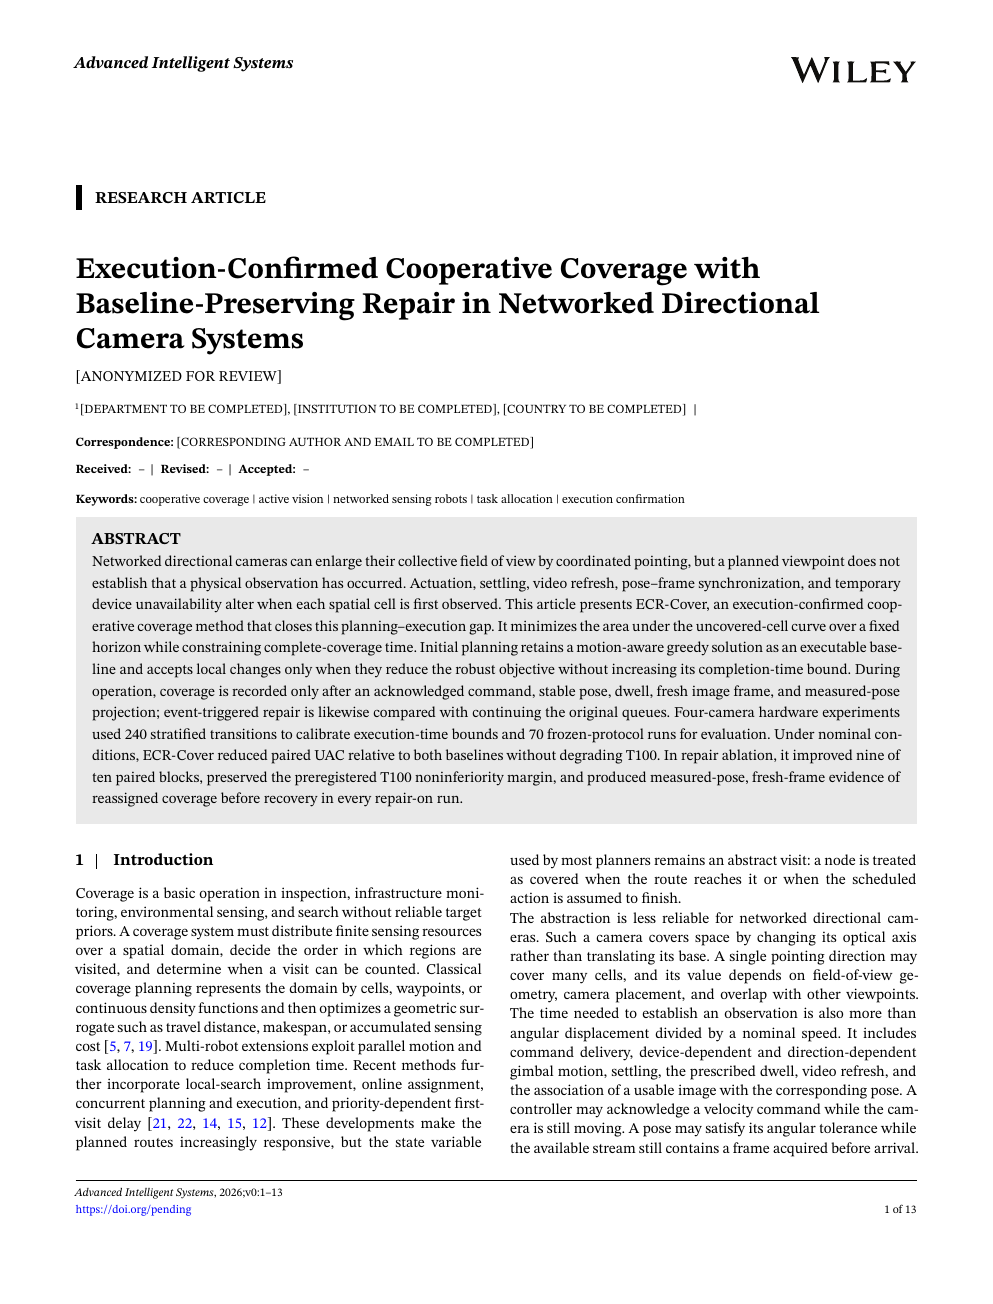 Advanced Intelligent Systems
WILEY
RESEARCH ARTICLE
Execution-Confirmed Cooperative Coverage with
Baseline-Preserving Repair in Networked Directional
Camera Systems
[ANONYMIZED FOR REVIEW]
1[DEPARTMENT TO BE COMPLETED], [INSTITUTION TO BE COMPLETED], [COUNTRY TO BE COMPLETED] |
Correspondence: [CORRESPONDING AUTHOR AND EMAIL TO BE COMPLETED]
Received: – | Revised: – | Accepted: –
Keywords: cooperative coverage | active vision | networked sensing robots | task allocation | execution confirmation
ABSTRACT
Networked directional cameras can enlarge their collective field of view by coordinated pointing, but a planned viewpoint does not
establish that a physical observation has occurred. Actuation, settling, video refresh, pose–frame synchronization, and temporary
device unavailability alter when each spatial cell is first observed. This article presents ECR-Cover, an execution-confirmed coop-
erative coverage method that closes this planning–execution gap. It minimizes the area under the uncovered-cell curve over a fixed
horizon while constraining complete-coverage time. Initial planning retains a motion-aware greedy solution as an executable base-
line and accepts local changes only when they reduce the robust objective without increasing its completion-time bound. During
operation, coverage is recorded only after an acknowledged command, stable pose, dwell, fresh image frame, and measured-pose
projection; event-triggered repair is likewise compared with continuing the original queues. Four-camera hardware experiments
used 240 stratified transitions to calibrate execution-time bounds and 70 frozen-protocol runs for evaluation. Under nominal con-
ditions, ECR-Cover reduced paired UAC relative to both baselines without degrading T100. In repair ablation, it improved nine of
ten paired blocks, preserved the preregistered T100 noninferiority margin, and produced measured-pose, fresh-frame evidence of
reassigned coverage before recovery in every repair-on run.
1 | Introduction
Coverage is a basic operation in inspection, infrastructure moni-
toring, environmental sensing, and search without reliable target
priors. A coverage system must distribute finite sensing resources
over a spatial domain, decide the order in which regions are
visited, and determine when a visit can be counted. Classical
coverage planning represents the domain by cells, waypoints, or
continuous density functions and then optimizes a geometric sur-
rogate such as travel distance, makespan, or accumulated sensing
cost [5, 7, 19]. Multi-robot extensions exploit parallel motion and
task allocation to reduce completion time. Recent methods fur-
ther incorporate local-search improvement, online assignment,
concurrent planning and execution, and priority-dependent first-
visit delay [21, 22, 14, 15, 12]. These developments make the
planned routes increasingly responsive, but the state variable
used by most planners remains an abstract visit: a node is treated
as covered when the route reaches it or when the scheduled
action is assumed to finish.
The abstraction is less reliable for networked directional cam-
eras. Such a camera covers space by changing its optical axis
rather than translating its base. A single pointing direction may
cover many cells, and its value depends on field-of-view ge-
ometry, camera placement, and overlap with other viewpoints.
The time needed to establish an observation is also more than
angular displacement divided by a nominal speed. It includes
command delivery, device-dependent and direction-dependent
gimbal motion, settling, the prescribed dwell, video refresh, and
the association of a usable image with the corresponding pose. A
controller may acknowledge a velocity command while the cam-
era is still moving. A pose may satisfy its angular tolerance while
the available stream still contains a frame acquired before arrival.
Advanced Intelligent Systems, 2026;v0:1–13
https://doi.org/pending
1 of 13